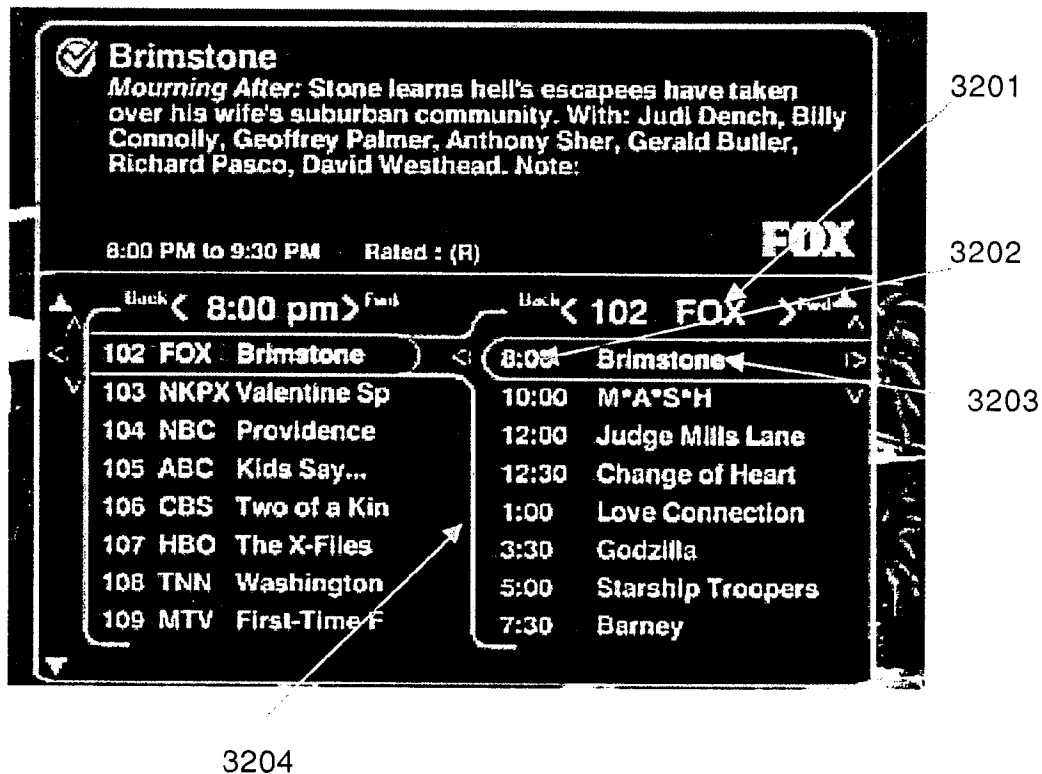 Brimstone
Mourning After: Stone learns hell's escapees have taken
over his wife's suburban community. With: Judi Dench, Billy
Connolly, Geoffrey Palmer, Anthony Sher, Gerald Butler,
Richard Pasco, David Westhead. Note:
8:00 PM to 9:30 PM Rated : (R)
FOX
Back < 8:00 pm > Fwd
102 FOX Brimstone
103 NKPX Valentine Sp
104 NBC Providence
105 ABC Kids Say...
106 CBS Two of a Kin
107 HBO The X-Files
108 TNN Washington
109 MTV First-Time F
Back < 102 FOX > Fwd
8:00 Brimstone
10:00 M*A*S*H
12:00 Judge Mills Lane
12:30 Change of Heart
1:00 Love Connection
3:30 Godzilla
5:00 Starship Troopers
7:30 Barney
3201
3202
3203
3204